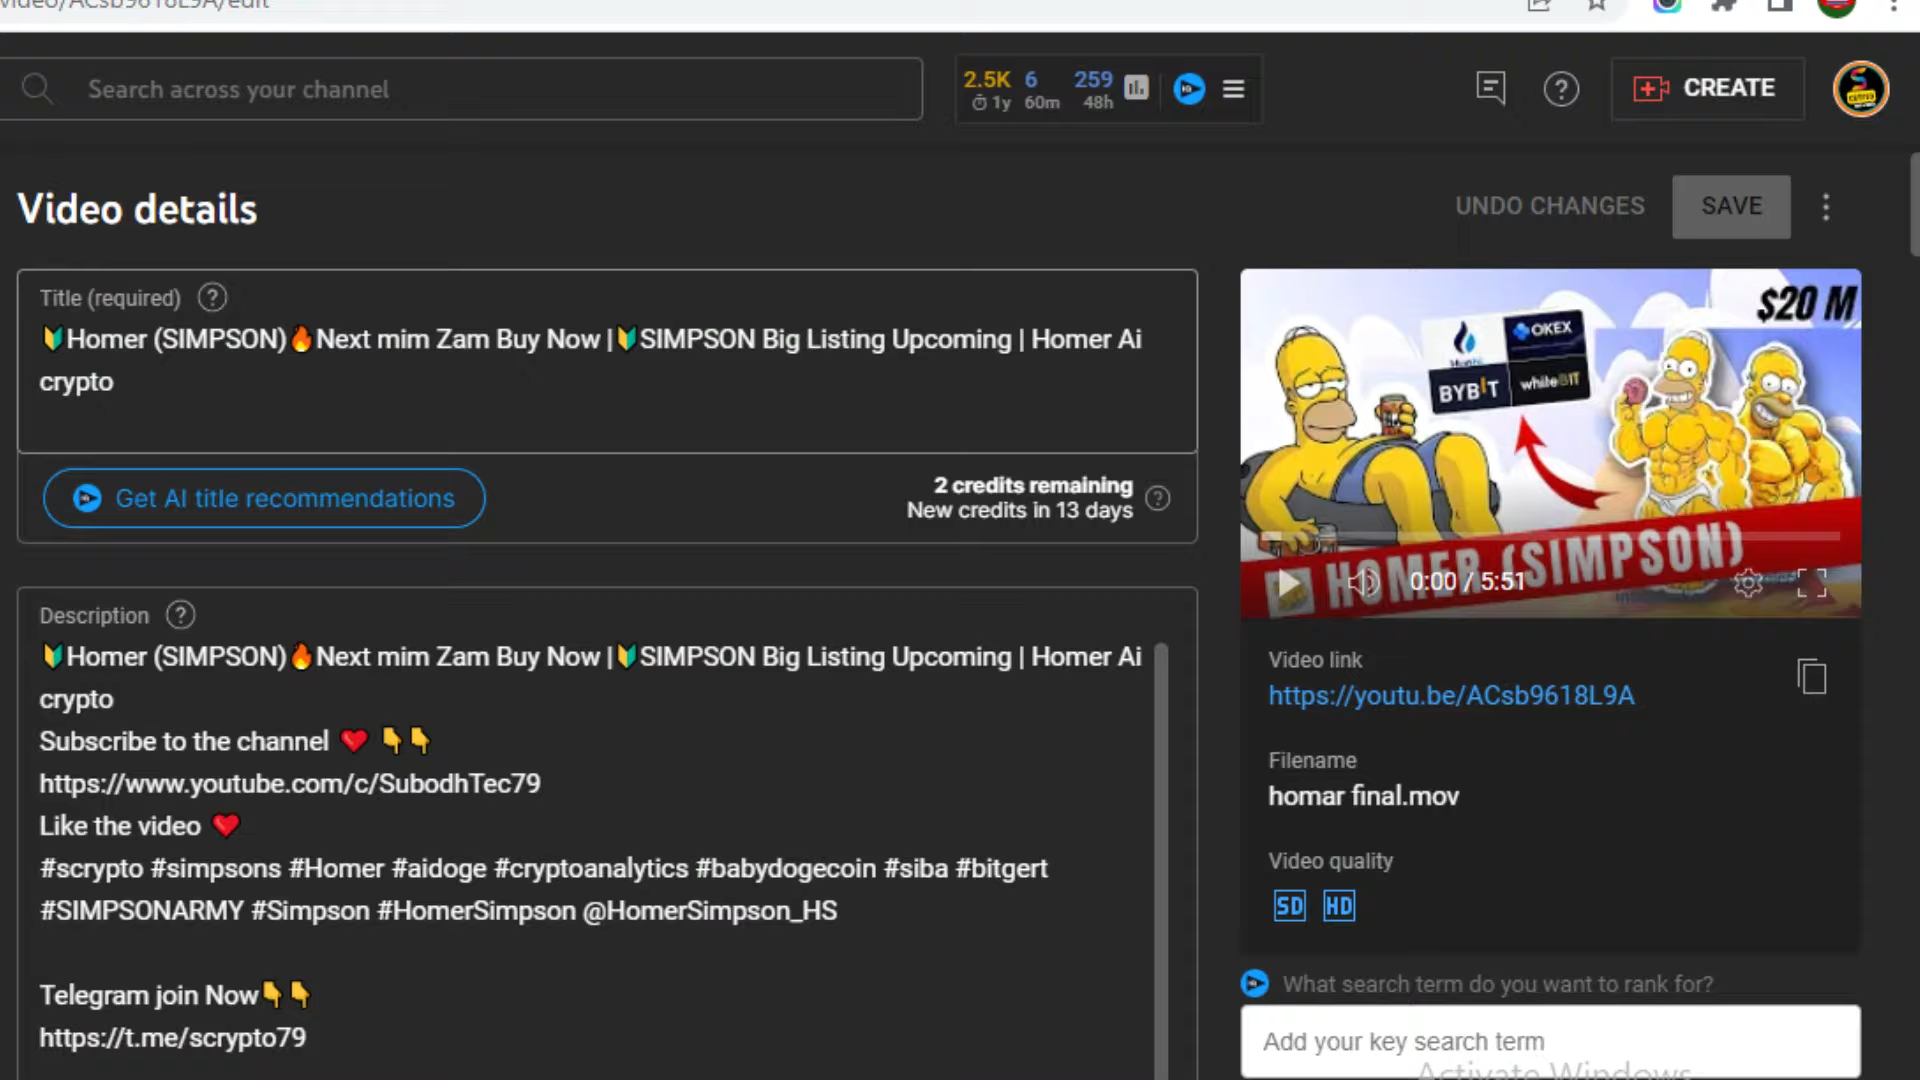 video/ACsb9618L9A/edit
Search across your channel
2.5K 6 259
1y 60m 48h
CREATE
Video details
UNDO CHANGES
SAVE
Title (required)
🔰Homer (SIMPSON)🔥Next mim Zam Buy Now |🔰SIMPSON Big Listing Upcoming | Homer Ai
crypto
Get AI title recommendations
2 credits remaining
New credits in 13 days
Description
🔰Homer (SIMPSON)🔥Next mim Zam Buy Now |🔰SIMPSON Big Listing Upcoming | Homer Ai
crypto
Subscribe to the channel ❤️ 👇👇
https://www.youtube.com/c/SubodhTec79
Like the video ❤️
#scrypto #simpsons #Homer #aidoge #cryptoanalytics #babydogecoin #siba #bitgert
#SIMPSONARMY #Simpson #HomerSimpson @HomerSimpson_HS
Telegram join Now👇👇
https://t.me/scrypto79
$20 M
OKEX
BYBIT
whiteBIT
HOMER (SIMPSON)
0:00 / 5:51
Video link
https://youtu.be/ACsb9618L9A
Filename
homar final.mov
Video quality
SD HD
What search term do you want to rank for?
Add your key search term
Activate Windows